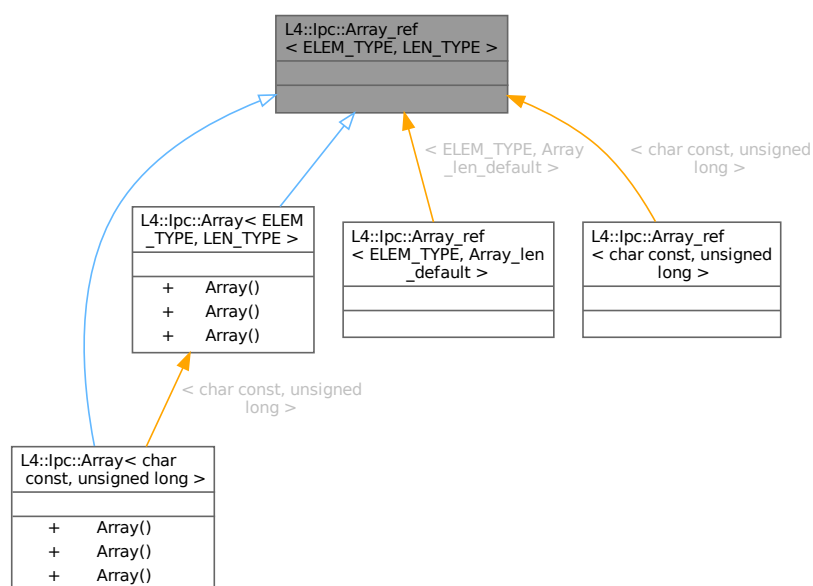 L4::Ipc::Array_ref
< ELEM_TYPE, LEN_TYPE >
< ELEM_TYPE, Array
_len_default >
< char const, unsigned
long >
L4::Ipc::Array< ELEM
_TYPE, LEN_TYPE >
+ Array()
+ Array()
+ Array()
L4::Ipc::Array_ref
< ELEM_TYPE, Array_len
_default >
L4::Ipc::Array_ref
< char const, unsigned
long >
< char const, unsigned
long >
L4::Ipc::Array< char
const, unsigned long >
+ Array()
+ Array()
+ Array()